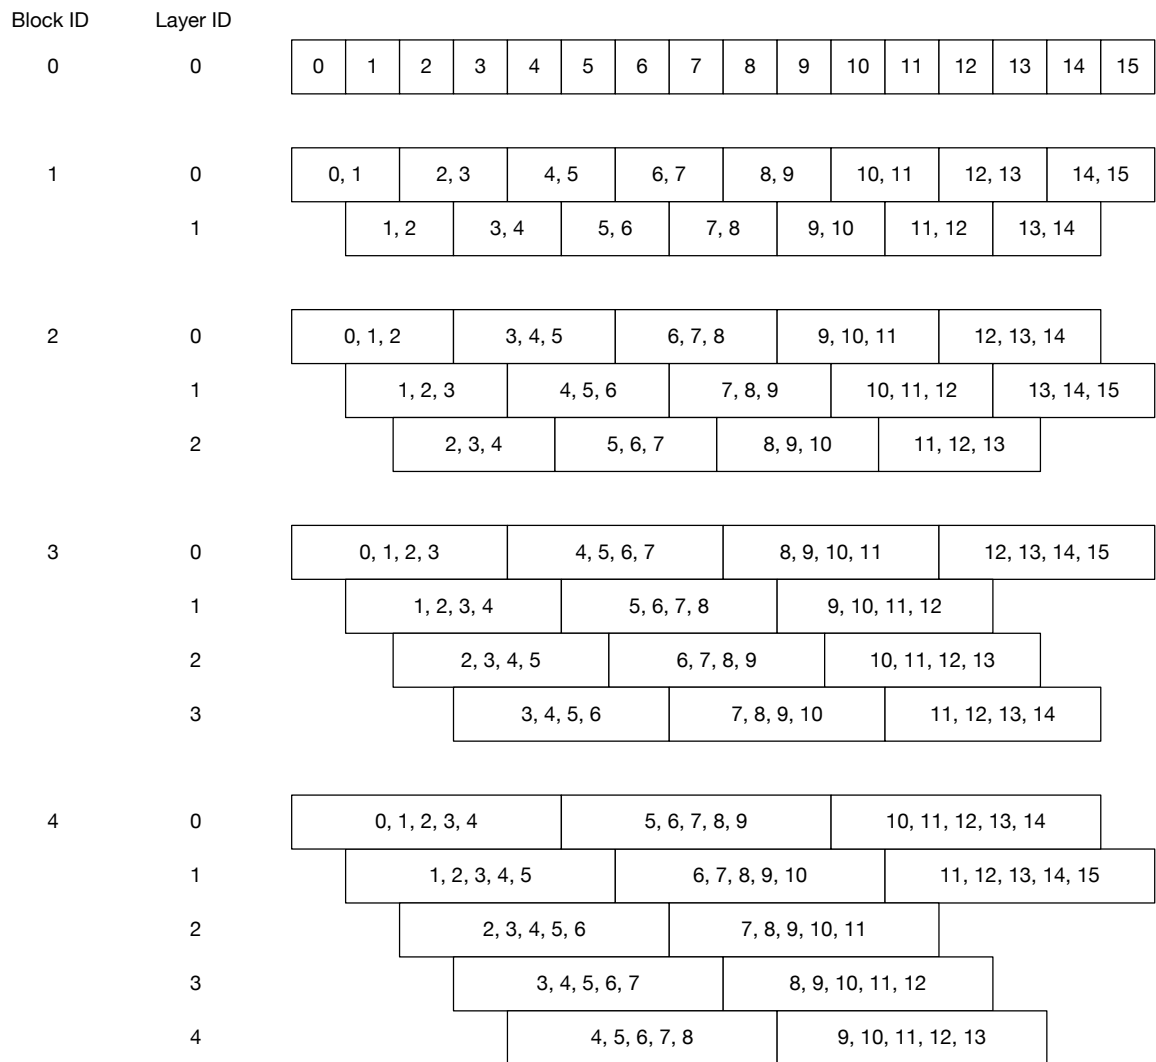 Block ID Layer ID
0 0 0 1 2 3 4 5 6 7 8 9 10 11 12 13 14 15
1 0 0, 1 2, 3 4, 5 6, 7 8, 9 10, 11 12, 13 14, 15
1 1, 2 3, 4 5, 6 7, 8 9, 10 11, 12 13, 14
2 0 0, 1, 2 3, 4, 5 6, 7, 8 9, 10, 11 12, 13, 14
1 1, 2, 3 4, 5, 6 7, 8, 9 10, 11, 12 13, 14, 15
2 2, 3, 4 5, 6, 7 8, 9, 10 11, 12, 13
3 0 0, 1, 2, 3 4, 5, 6, 7 8, 9, 10, 11 12, 13, 14, 15
1 1, 2, 3, 4 5, 6, 7, 8 9, 10, 11, 12
2 2, 3, 4, 5 6, 7, 8, 9 10, 11, 12, 13
3 3, 4, 5, 6 7, 8, 9, 10 11, 12, 13, 14
4 0 0, 1, 2, 3, 4 5, 6, 7, 8, 9 10, 11, 12, 13, 14
1 1, 2, 3, 4, 5 6, 7, 8, 9, 10 11, 12, 13, 14, 15
2 2, 3, 4, 5, 6 7, 8, 9, 10, 11
3 3, 4, 5, 6, 7 8, 9, 10, 11, 12
4 4, 5, 6, 7, 8 9, 10, 11, 12, 13